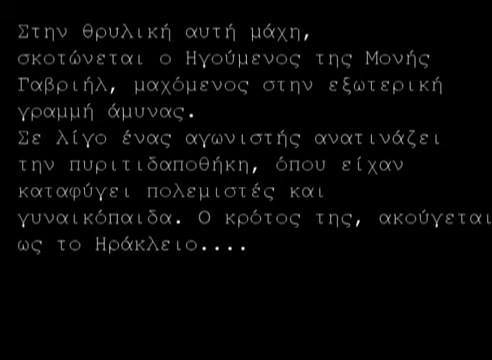 Στην θρυλική αυτή μάχη,
σκοτώνεται ο Ηγούμενος της Μονής
Γαβριήλ, μαχόμενος στην εξωτερική
γραμμή άμυνας.
Σε λίγο ένας αγωνιστής ανατινάζει
την πυριτιδαποθήκη, όπου είχαν
καταφύγει πολεμιστές και
γυναικόπαιδα. Ο κρότος της, ακούγεται
ως το Ηράκλειο....